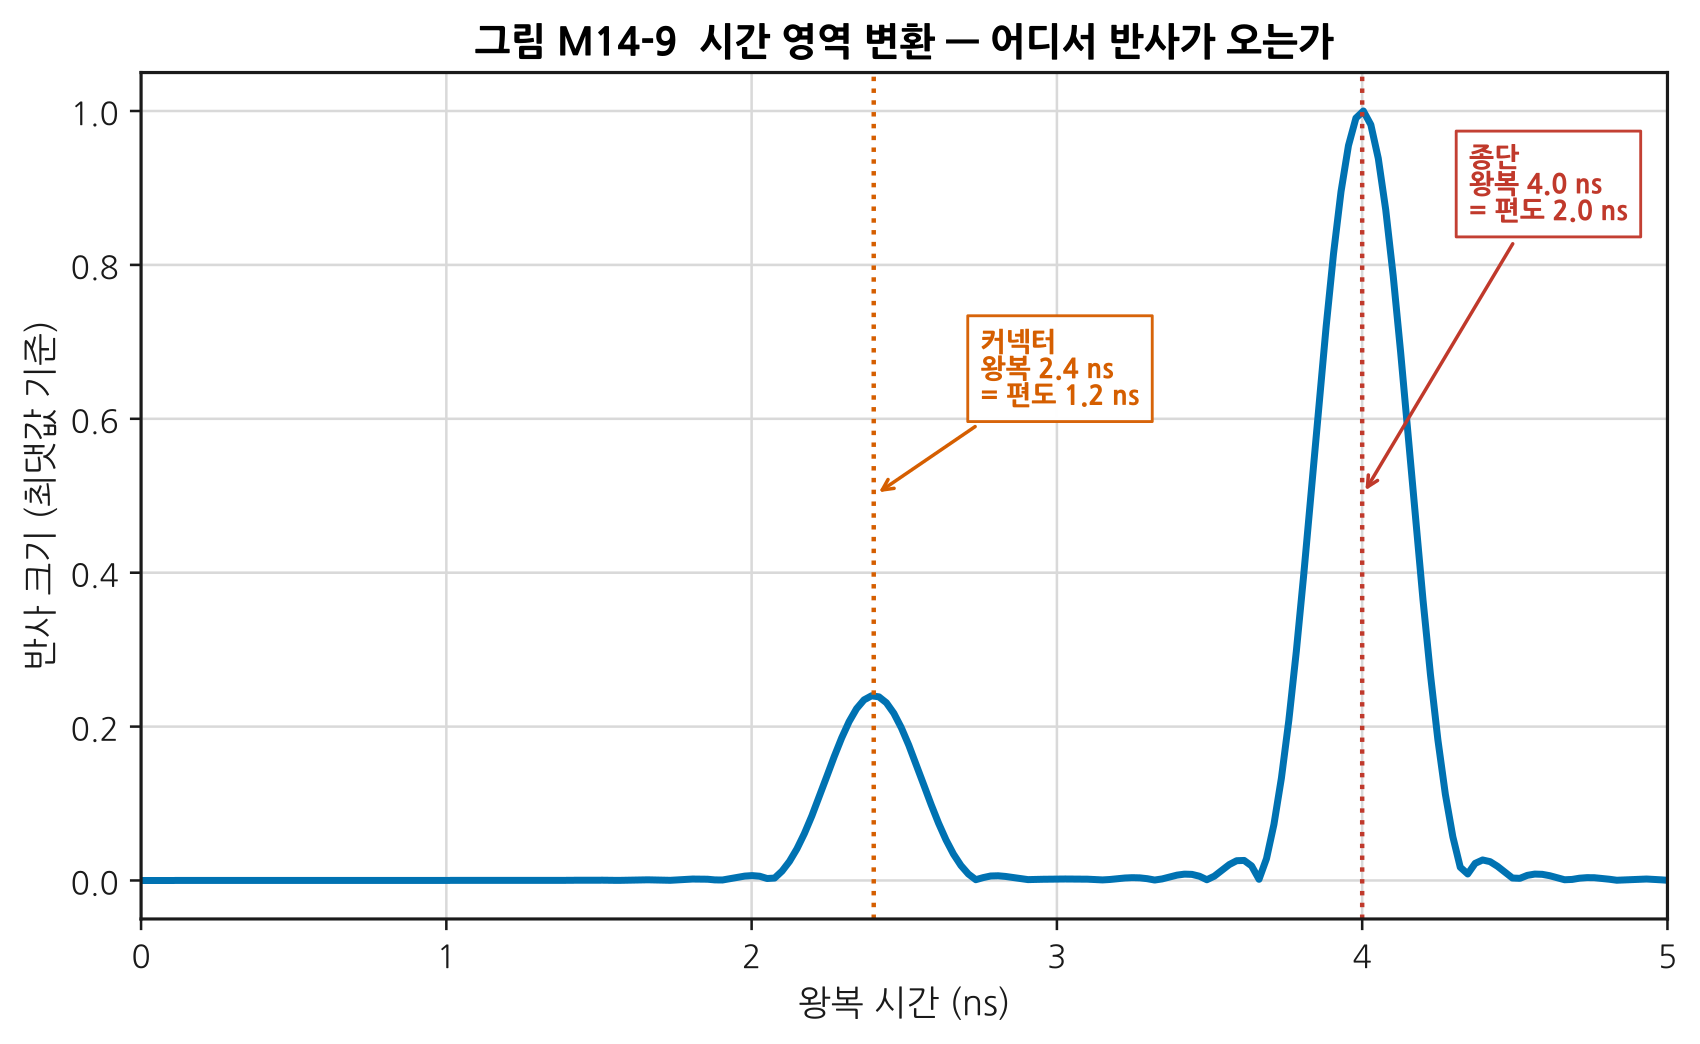 그림 M14-9 시간 영역 변환 — 어디서 반사가 오는가
반사 크기 (최댓값 기준)
1.0
0.8
0.6
0.4
0.2
0.0
종단
왕복 4.0 ns
= 편도 2.0 ns
커넥터
왕복 2.4 ns
= 편도 1.2 ns
0 1 2 3 4 5
왕복 시간 (ns)